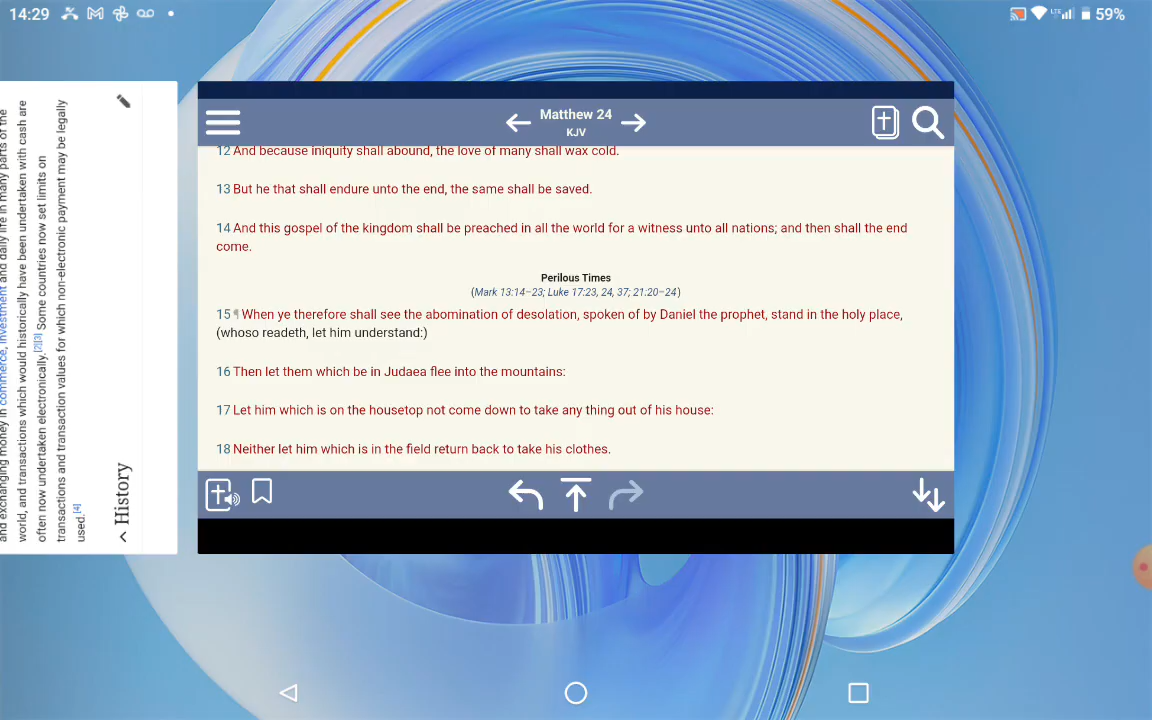 14:29
LTE
59%
and exchanging money in commerce, investment and daily life in many parts of the
world, and transactions which would historically have been undertaken with cash are
often now undertaken electronically.[2][3] Some countries now set limits on
transactions and transaction values for which non-electronic payment may be legally
used.[4]
History
Matthew 24
KJV
12 And because iniquity shall abound, the love of many shall wax cold.
13 But he that shall endure unto the end, the same shall be saved.
14 And this gospel of the kingdom shall be preached in all the world for a witness unto all nations; and then shall the end
come.
Perilous Times
(Mark 13:14–23; Luke 17:23, 24, 37; 21:20–24)
15 ¶ When ye therefore shall see the abomination of desolation, spoken of by Daniel the prophet, stand in the holy place,
(whoso readeth, let him understand:)
16 Then let them which be in Judaea flee into the mountains:
17 Let him which is on the housetop not come down to take any thing out of his house:
18 Neither let him which is in the field return back to take his clothes.